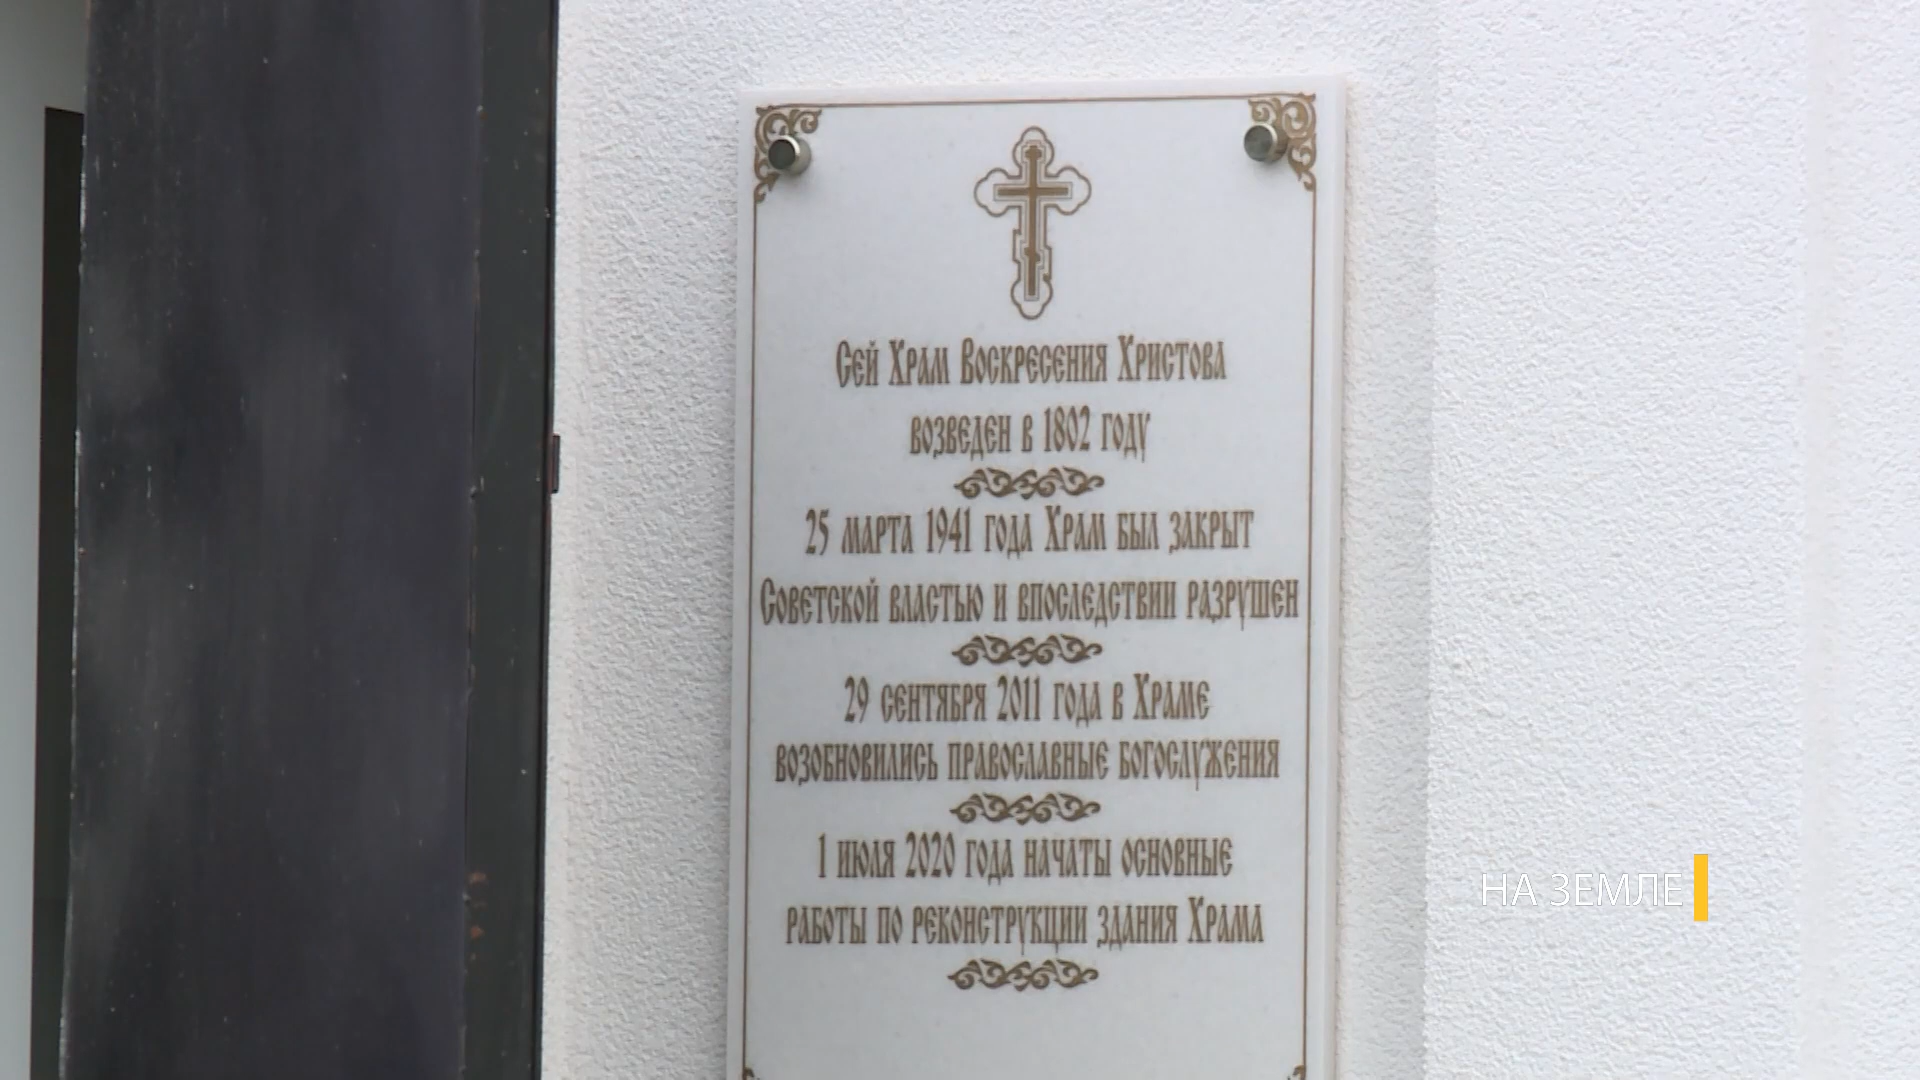 Сей Храм Воскресения Христова
возведен в 1802 году
25 марта 1941 года Храм был закрыт
Советской властью и впоследствии разрушен
29 сентября 2011 года в Храме
возобновились православные богослужения
1 июля 2020 года начаты основные
работы по реконструкции здания Храма
НА ЗЕМЛЕ